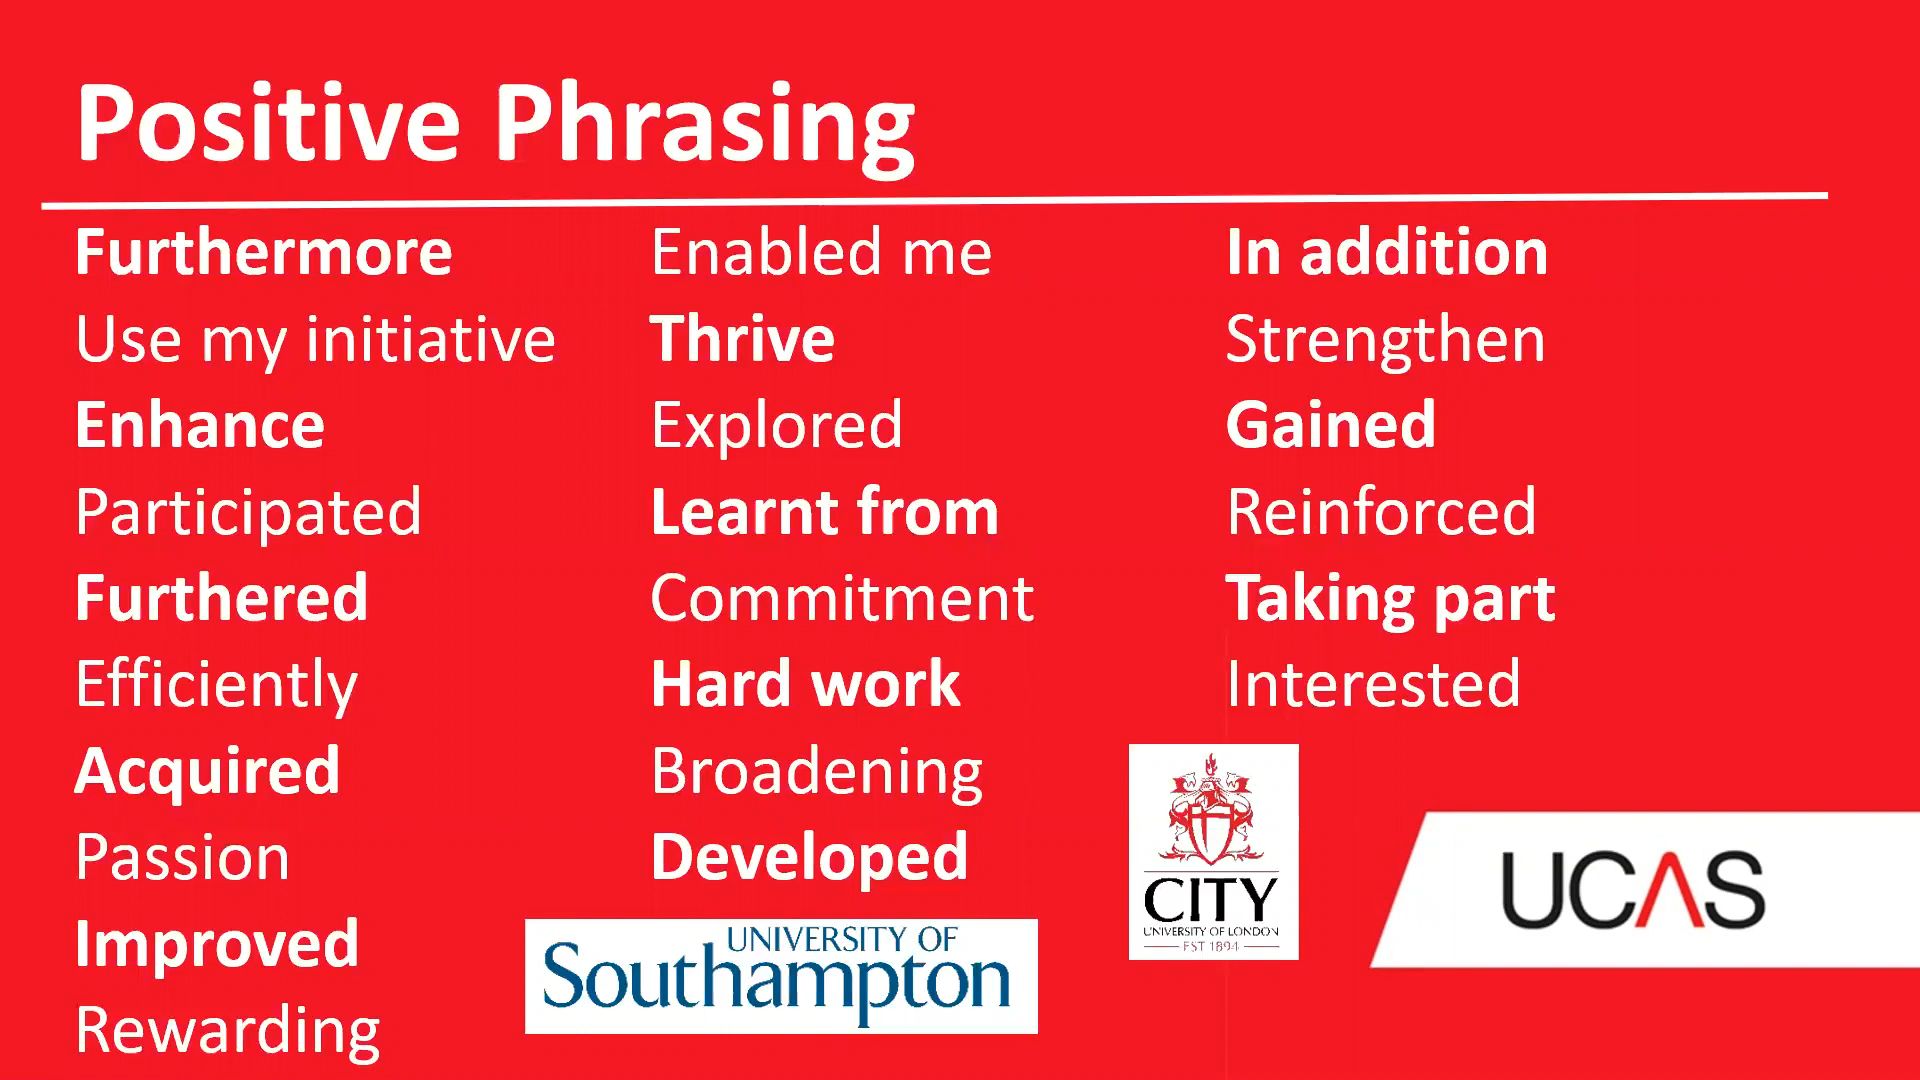 Positive Phrasing
Furthermore
Use my initiative
Enhance
Participated
Furthered
Efficiently
Acquired
Passion
Improved
Rewarding
Enabled me
Thrive
Explored
Learnt from
Commitment
Hard work
Broadening
Developed
In addition
Strengthen
Gained
Reinforced
Taking part
Interested
UNIVERSITY OF
Southampton
CITY
UNIVERSITY OF LONDON
EST 1894
UCAS